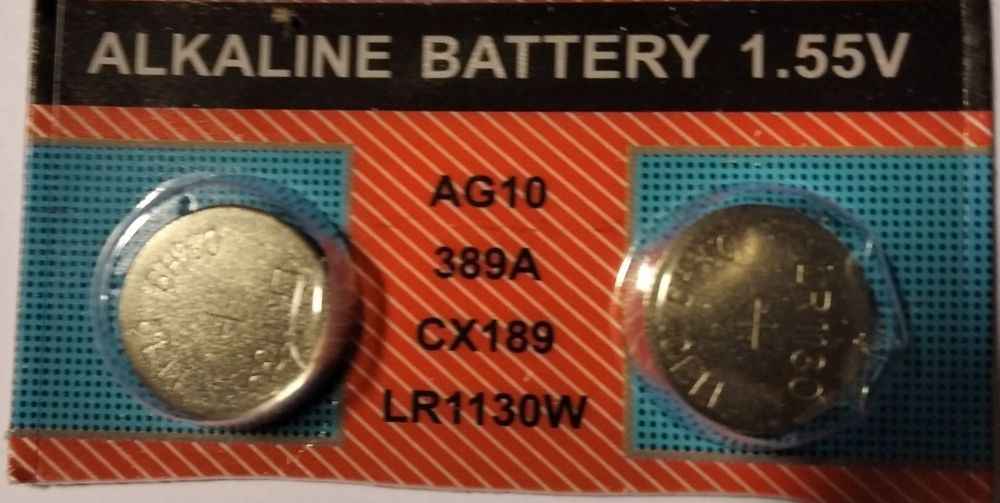 ALKALINE BATTERY 1.55V
AG10
389A
CX189
LR1130W